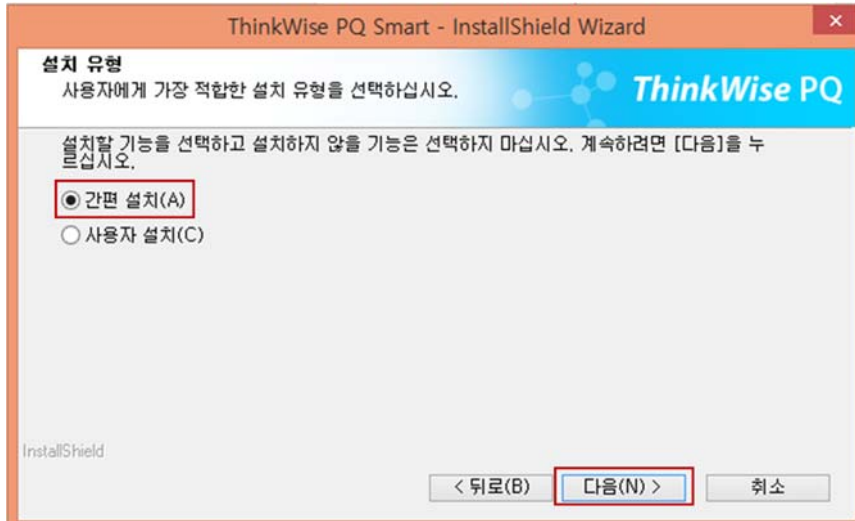 ThinkWise PQ Smart - InstallShield Wizard
설치 유형
사용자에게 가장 적합한 설치 유형을 선택하십시오.
ThinkWise PQ
설치할 기능을 선택하고 설치하지 않을 기능은 선택하지 마십시오. 계속하려면 [다음]을 누
르십시오.
간편 설치(A)
사용자 설치(C)
InstallShield
< 뒤로(B) 다음(N) > 취소